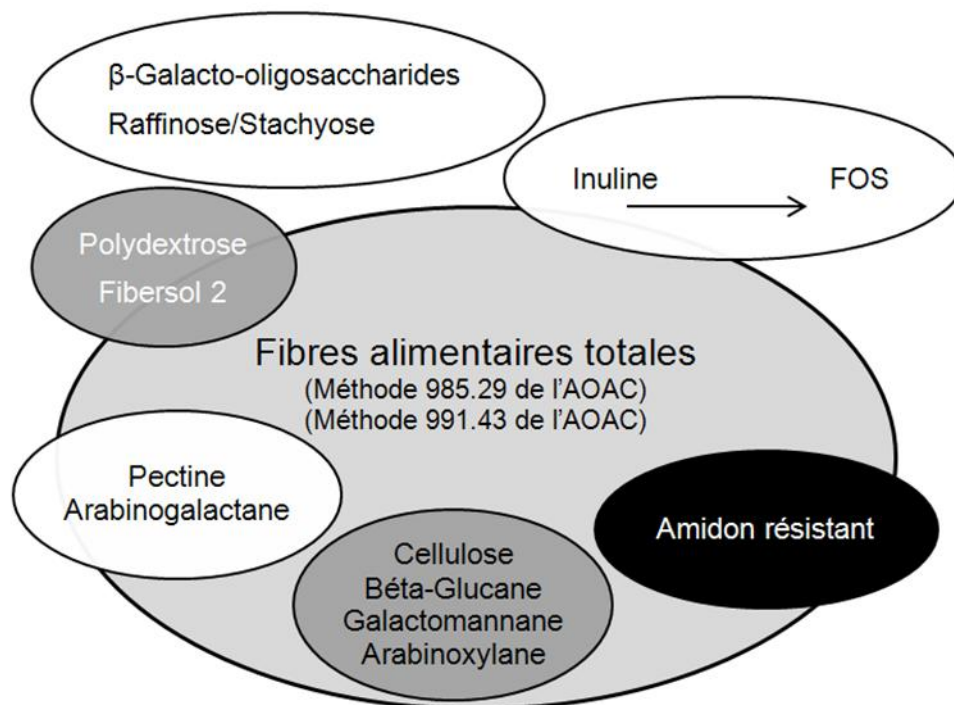 β-Galacto-oligosaccharides
Raffinose/Stachyose
Inuline
FOS
Polydextrose
Fibersol 2
Fibres alimentaires totales
(Méthode 985.29 de l'AOAC)
(Méthode 991.43 de l'AOAC)
Pectine
Arabinogalactane
Cellulose
Béta-Glucane
Galactomannane
Arabinoxylane
Amidon résistant